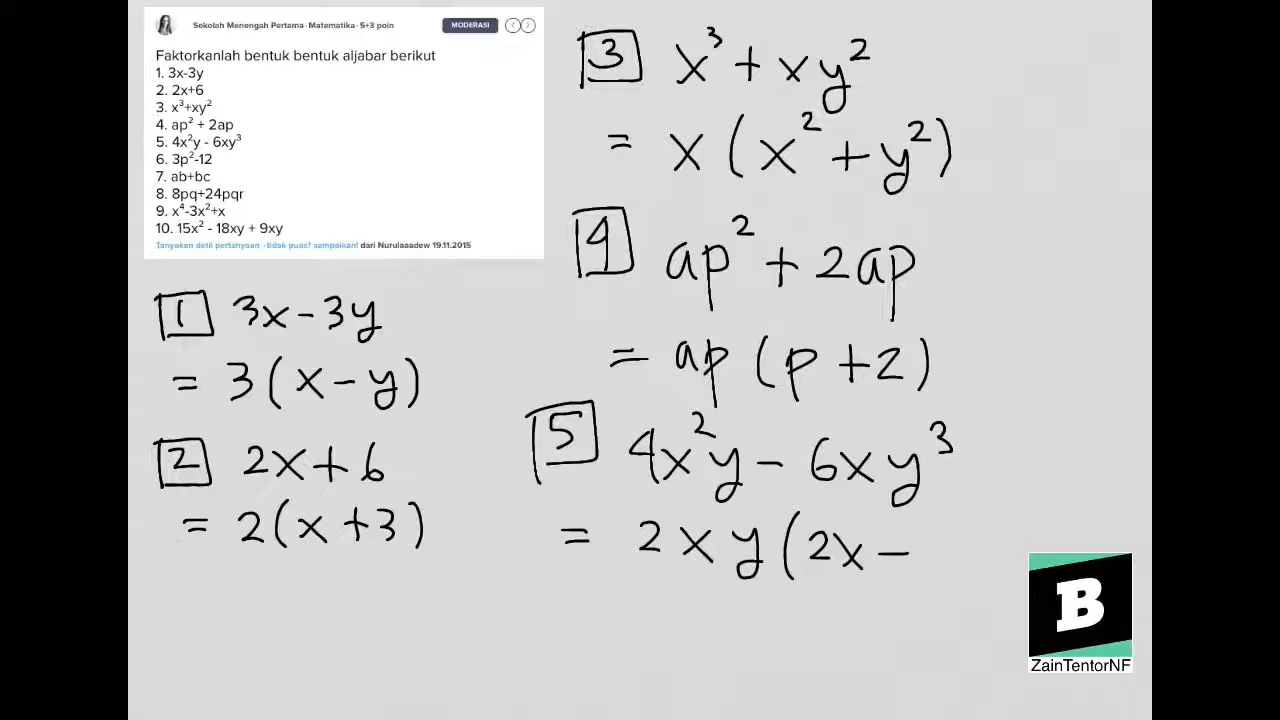 Sekolah Menengah Pertama · Matematika · 5+3 poin
MODERASI
Faktorkanlah bentuk bentuk aljabar berikut
1. 3x-3y
2. 2x+6
3. x³+xy²
4. ap² + 2ap
5. 4x²y - 6xy³
6. 3p²-12
7. ab+bc
8. 8pq+24pqr
9. x⁴-3x²+x
10. 15x² - 18xy + 9xy
Tanyakan detil pertanyaan · tidak puas? sampaikan! dari Nurulaaadew 19.11.2015
1 3x - 3y
= 3(x - y)
2 2x + 6
= 2(x + 3)
3 x³ + xy²
= x(x² + y²)
4 ap² + 2ap
= ap(p + 2)
5 4x²y - 6xy³
= 2xy(2x -
B
ZainTentorNF